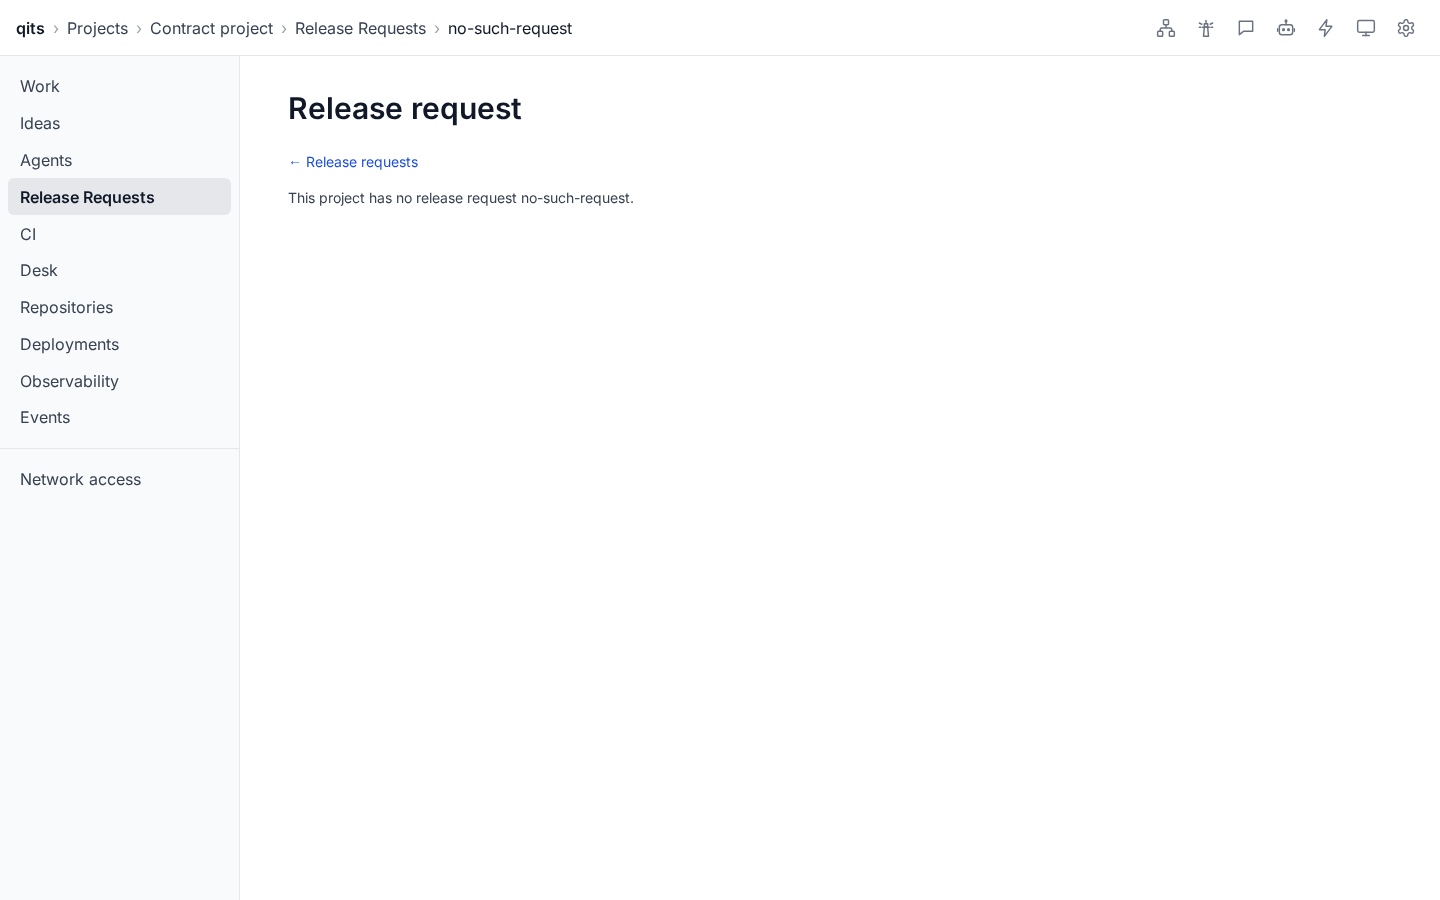 qits › Projects › Contract project › Release Requests › no-such-request
Work
Ideas
Agents
Release Requests
CI
Desk
Repositories
Deployments
Observability
Events
Network access
Release request
← Release requests
This project has no release request no-such-request.